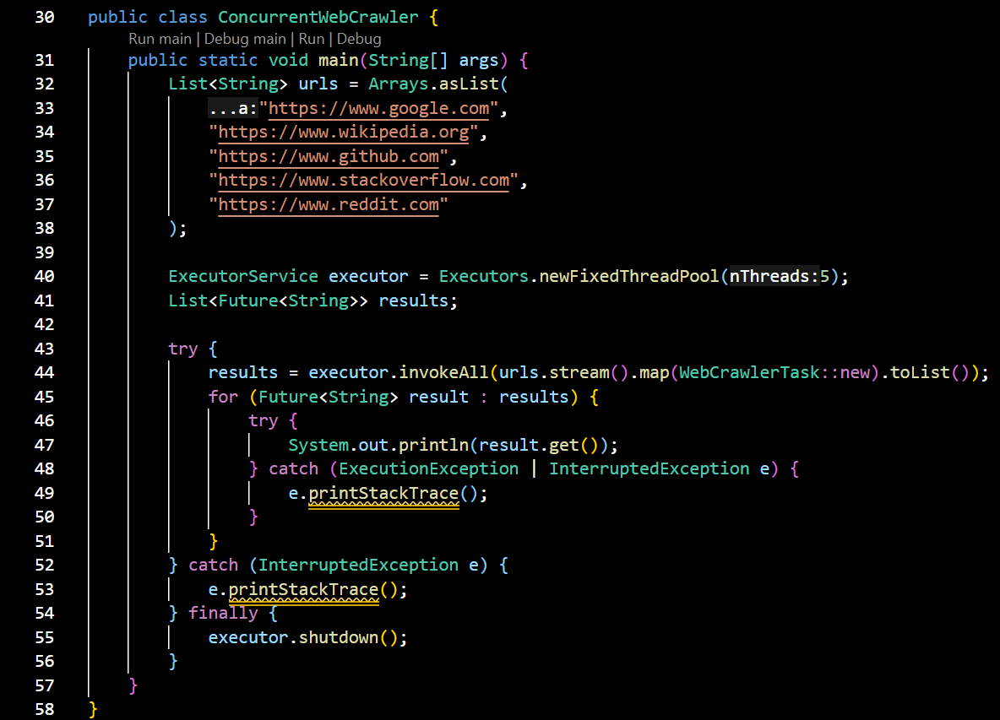 30 public class ConcurrentWebCrawler {
Run main | Debug main | Run | Debug
31     public static void main(String[] args) {
32         List<String> urls = Arrays.asList(
33             ...a:"https://www.google.com",
34             "https://www.wikipedia.org",
35             "https://www.github.com",
36             "https://www.stackoverflow.com",
37             "https://www.reddit.com"
38         );
39
40         ExecutorService executor = Executors.newFixedThreadPool(nThreads:5);
41         List<Future<String>> results;
42
43         try {
44             results = executor.invokeAll(urls.stream().map(WebCrawlerTask::new).toList());
45             for (Future<String> result : results) {
46                 try {
47                     System.out.println(result.get());
48                 } catch (ExecutionException | InterruptedException e) {
49                     e.printStackTrace();
50                 }
51             }
52         } catch (InterruptedException e) {
53             e.printStackTrace();
54         } finally {
55             executor.shutdown();
56         }
57     }
58 }